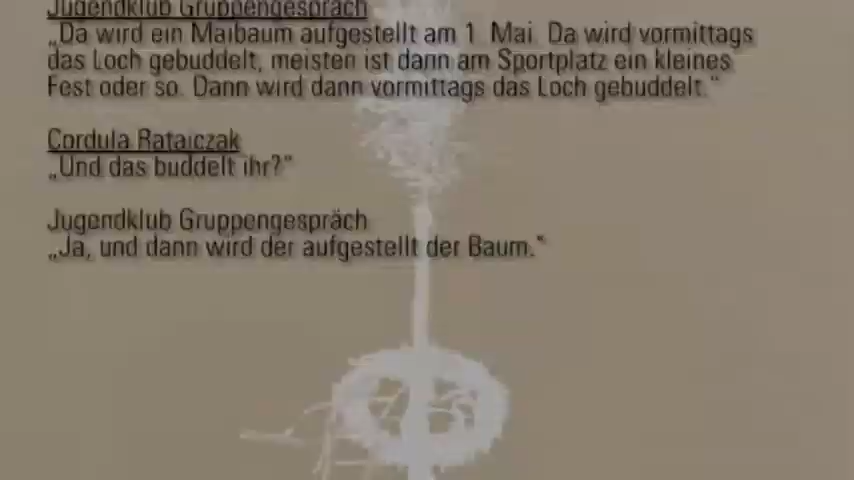 Jugendklub Gruppengespräch
„Da wird ein Maibaum aufgestellt am 1. Mai. Da wird vormittags
das Loch gebuddelt, meisten ist dann am Sportplatz ein kleines
Fest oder so. Dann wird dann vormittags das Loch gebuddelt.“
Cordula Ratajczak
„Und das buddelt ihr?“
Jugendklub Gruppengespräch
„Ja, und dann wird der aufgestellt der Baum.“